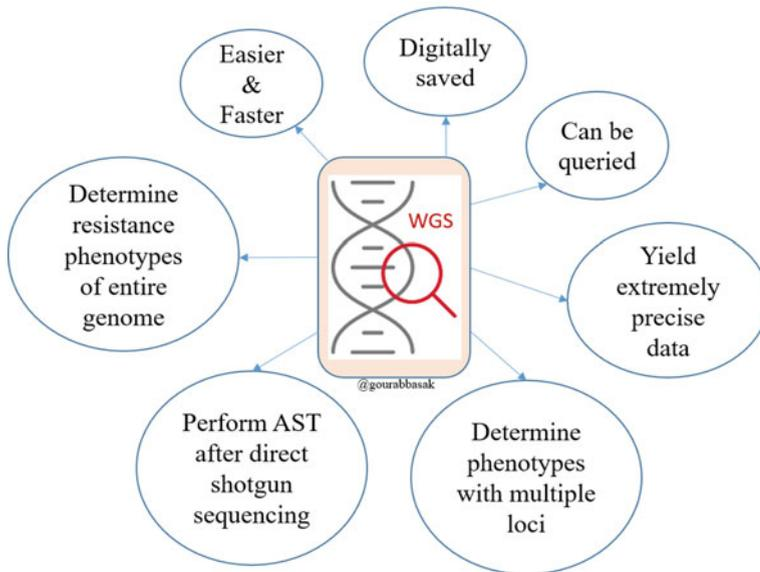 Easier
&
Faster
Digitally
saved
Can be
queried
Determine
resistance
phenotypes
of entire
genome
WGS
Yield
extremely
precise
data
@gourabbasak
Perform AST
after direct
shotgun
sequencing
Determine
phenotypes
with multiple
loci